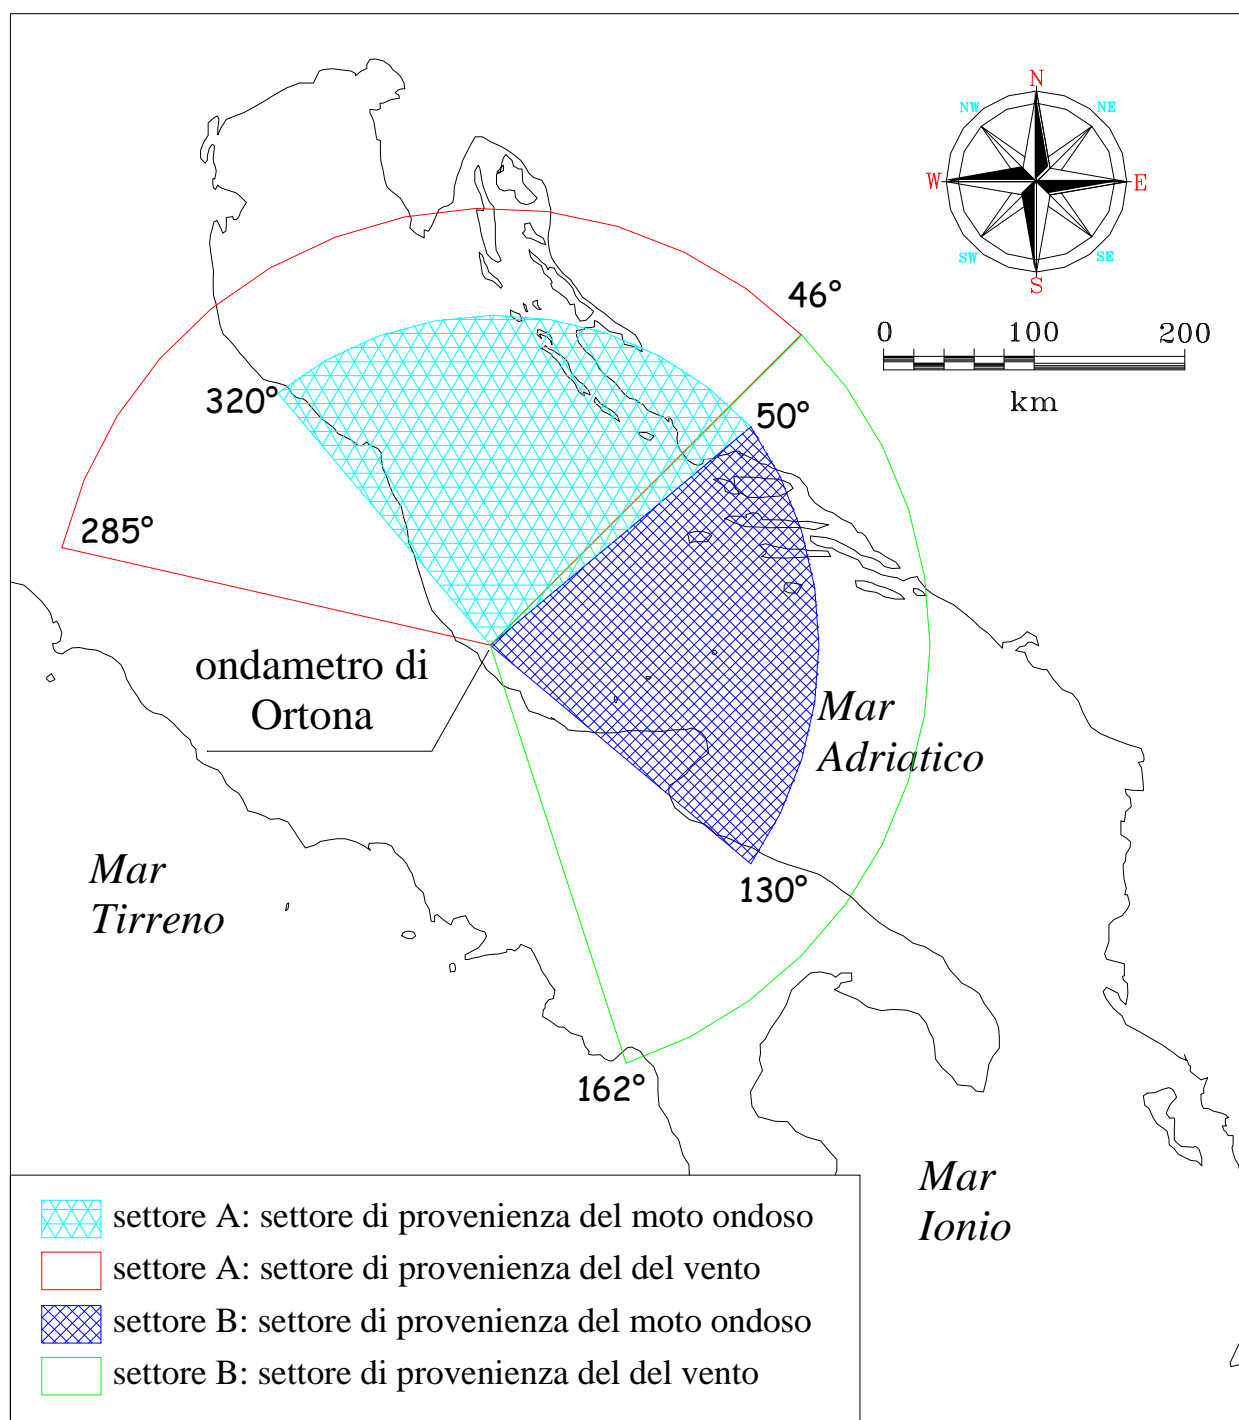 N
NW
NE
W
E
SW
SE
S
46°
0 100 200
km
320°
50°
285°
ondametro di
Ortona
Mar
Adriatico
Mar
Tirreno
130°
162°
Mar
Ionio
settore A: settore di provenienza del moto ondoso
settore A: settore di provenienza del del vento
settore B: settore di provenienza del moto ondoso
settore B: settore di provenienza del del vento